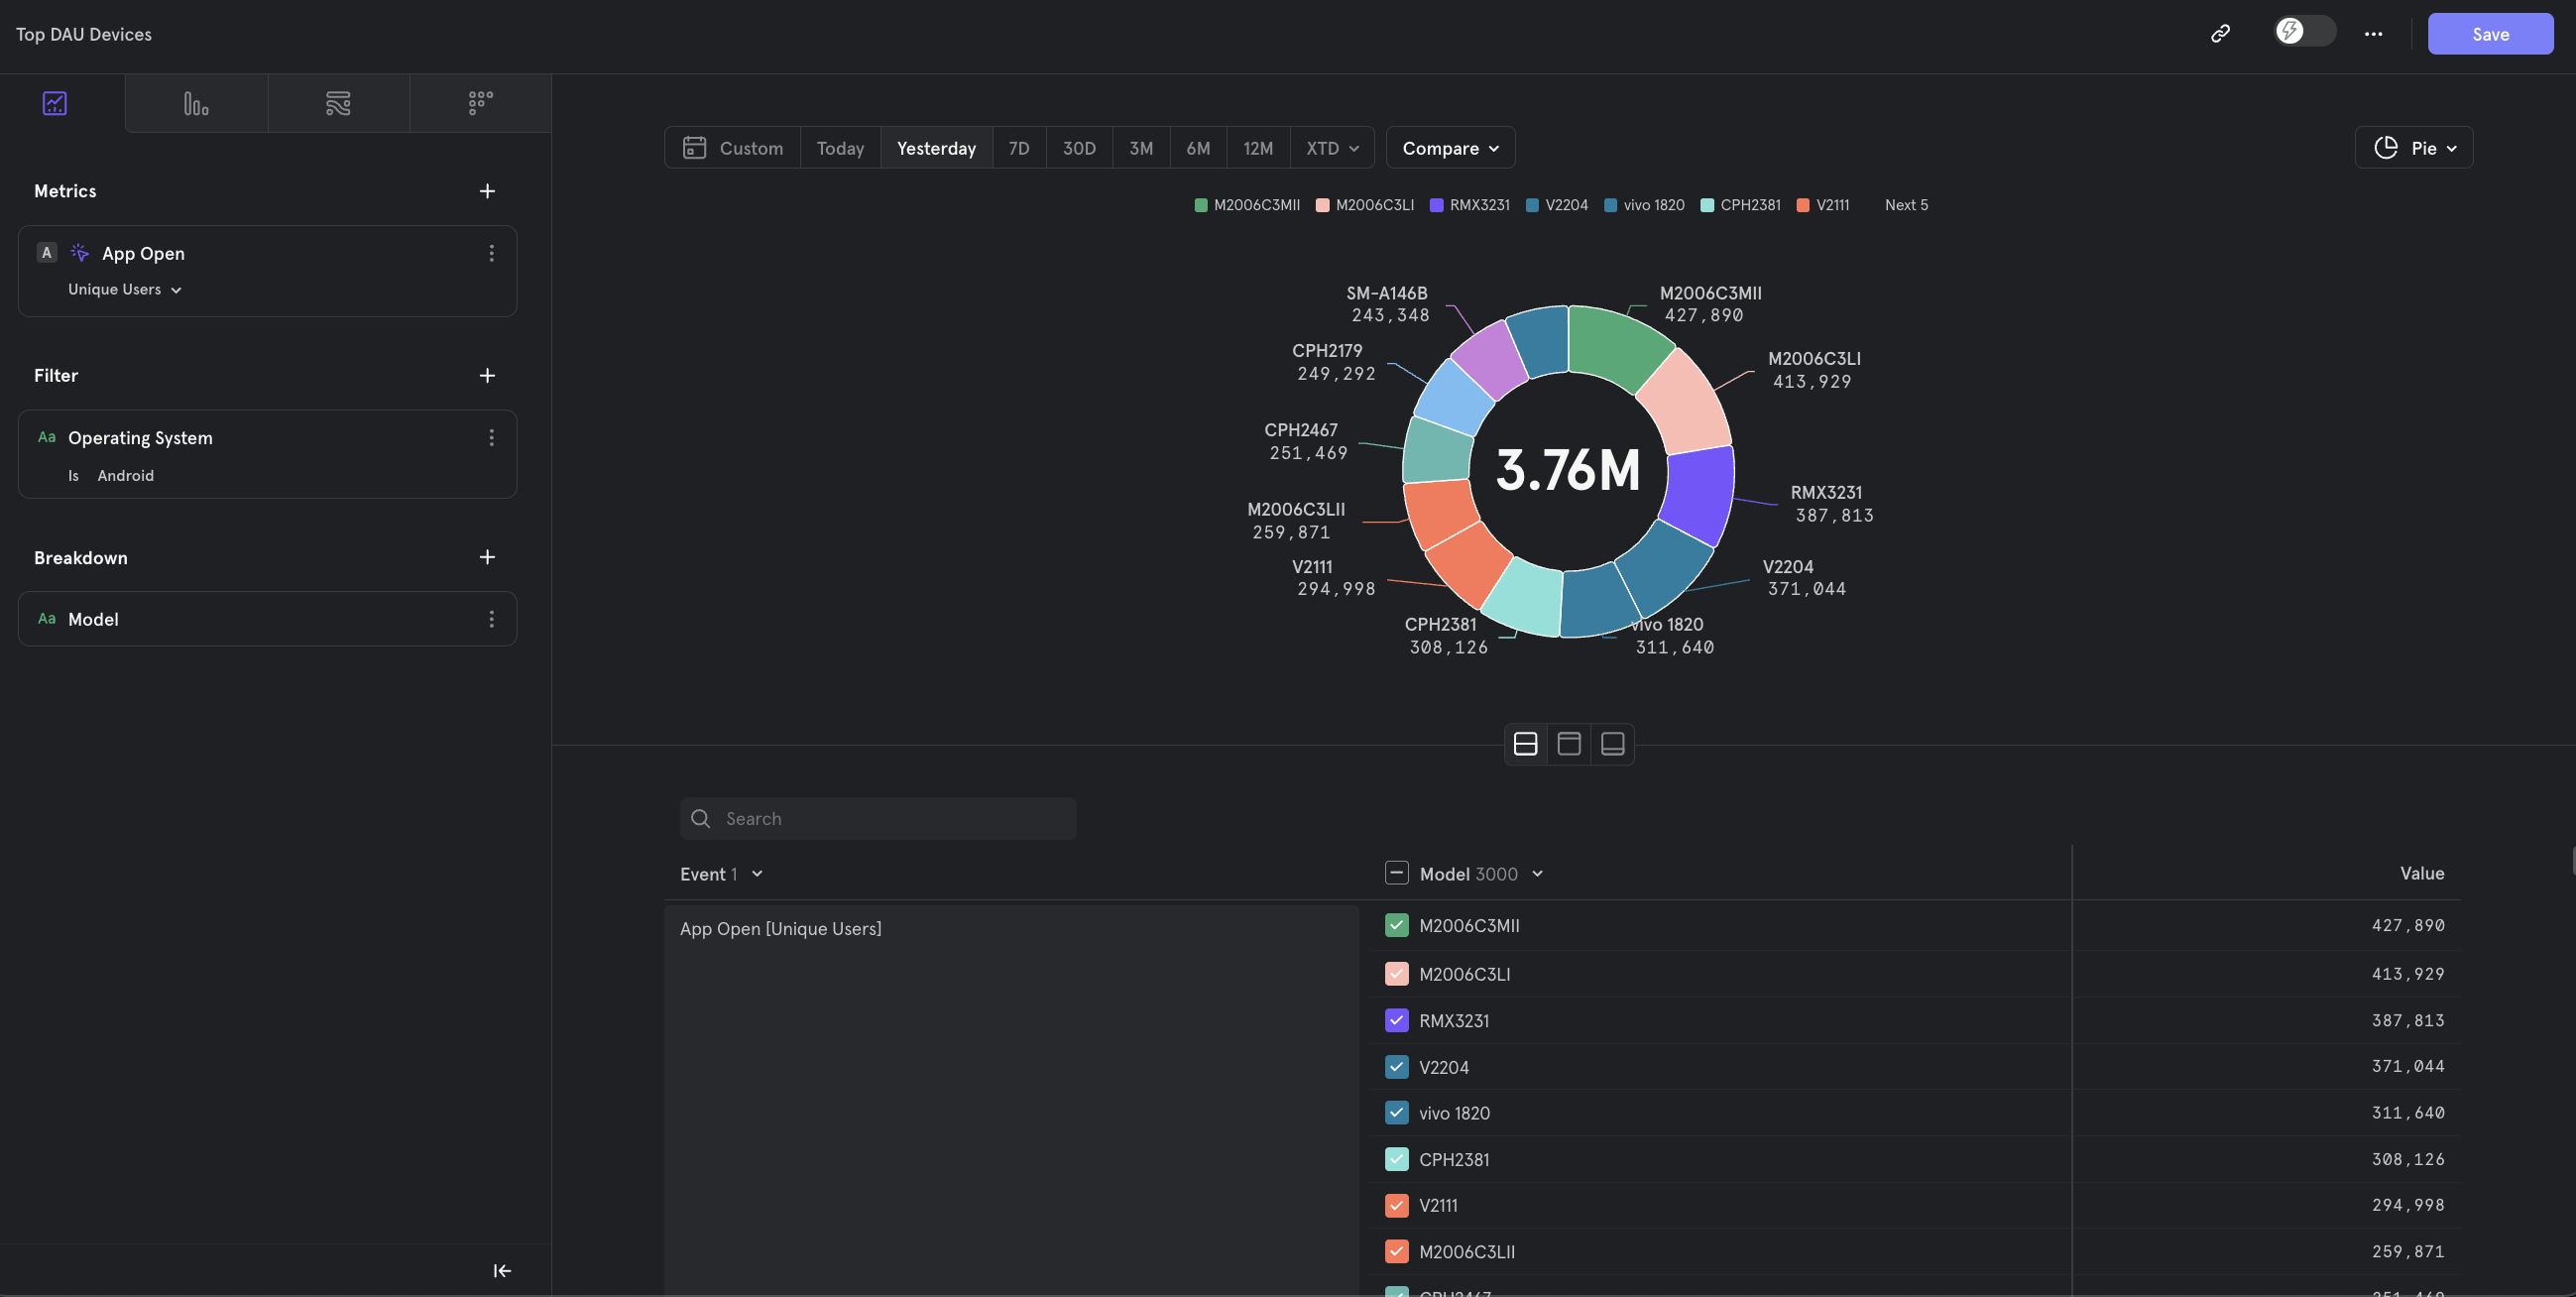 Top DAU Devices
Save
Metrics
A App Open
Unique Users
Filter
Aa Operating System
Is Android
Breakdown
Aa Model
Custom Today Yesterday 7D 30D 3M 6M 12M XTD Compare
Pie
M2006C3MII M2006C3LI RMX3231 V2204 vivo 1820 CPH2381 V2111 Next 5
SM-A146B
243,348
M2006C3MII
427,890
CPH2179
249,292
M2006C3LI
413,929
CPH2467
251,469
3.76M
RMX3231
387,813
M2006C3LII
259,871
V2111
294,998
V2204
371,044
CPH2381
308,126
vivo 1820
311,640
Search
Event 1 Model 3000 Value
App Open [Unique Users]
M2006C3MII 427,890
M2006C3LI 413,929
RMX3231 387,813
V2204 371,044
vivo 1820 311,640
CPH2381 308,126
V2111 294,998
M2006C3LII 259,871
CPH2467 251,469